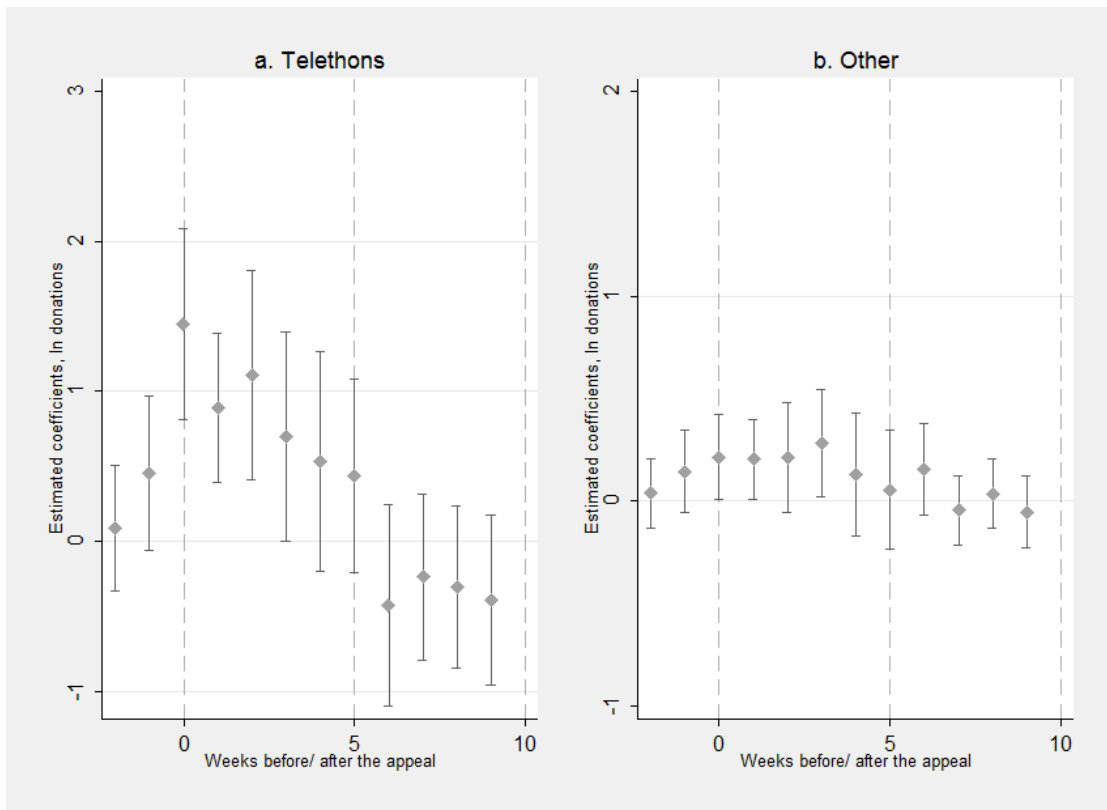 a. Telethons
3
2
1
0
-1
Estimated coefficients, ln donations
0 5 10
Weeks before/ after the appeal
b. Other
2
1
0
-1
Estimated coefficients, ln donations
0 5 10
Weeks before/ after the appeal